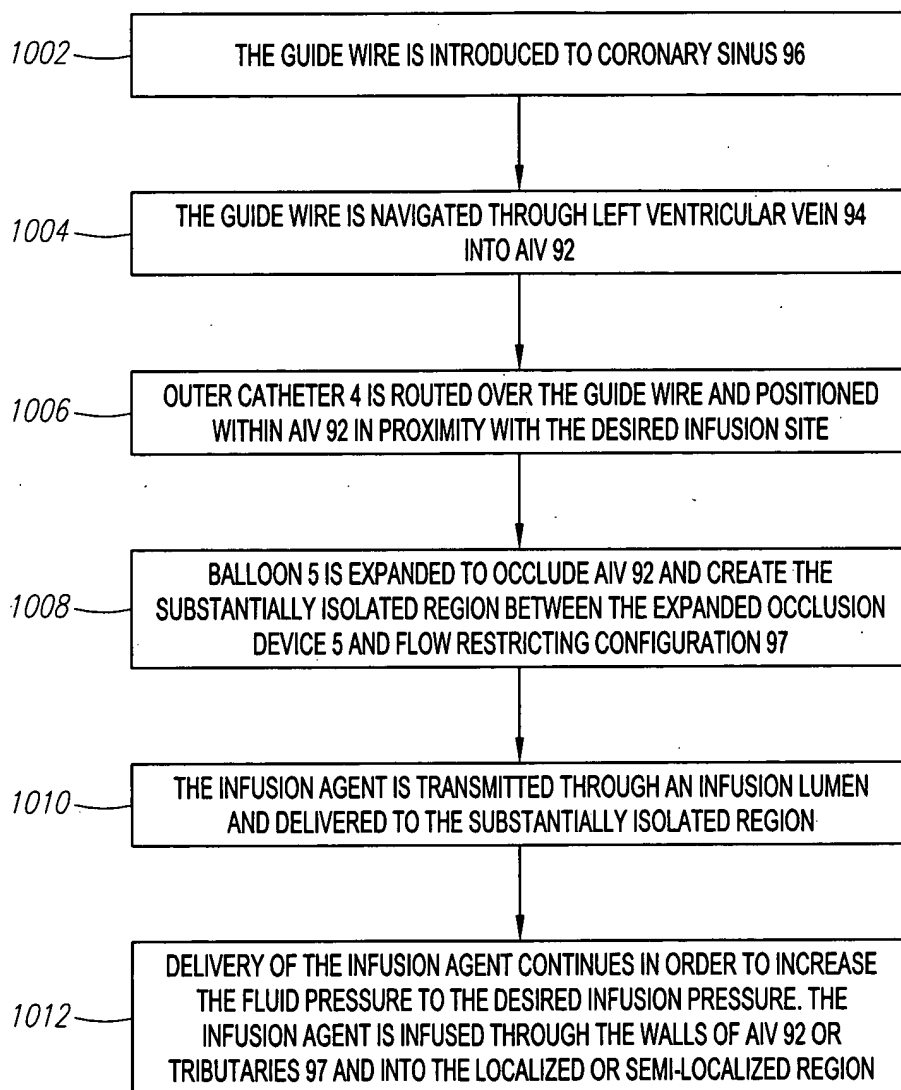 1002
THE GUIDE WIRE IS INTRODUCED TO CORONARY SINUS 96
1004
THE GUIDE WIRE IS NAVIGATED THROUGH LEFT VENTRICULAR VEIN 94
INTO AIV 92
1006
OUTER CATHETER 4 IS ROUTED OVER THE GUIDE WIRE AND POSITIONED
WITHIN AIV 92 IN PROXIMITY WITH THE DESIRED INFUSION SITE
1008
BALLOON 5 IS EXPANDED TO OCCLUDE AIV 92 AND CREATE THE
SUBSTANTIALLY ISOLATED REGION BETWEEN THE EXPANDED OCCLUSION
DEVICE 5 AND FLOW RESTRICTING CONFIGURATION 97
1010
THE INFUSION AGENT IS TRANSMITTED THROUGH AN INFUSION LUMEN
AND DELIVERED TO THE SUBSTANTIALLY ISOLATED REGION
1012
DELIVERY OF THE INFUSION AGENT CONTINUES IN ORDER TO INCREASE
THE FLUID PRESSURE TO THE DESIRED INFUSION PRESSURE. THE
INFUSION AGENT IS INFUSED THROUGH THE WALLS OF AIV 92 OR
TRIBUTARIES 97 AND INTO THE LOCALIZED OR SEMI-LOCALIZED REGION